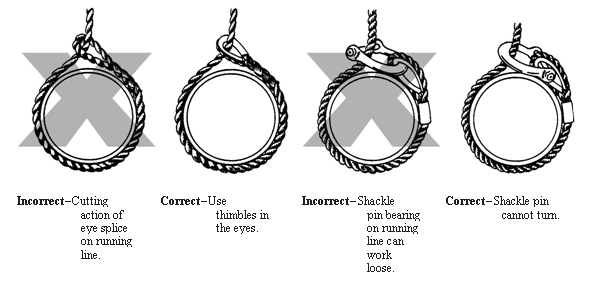 Incorrect–Cutting
action of
eye splice
on running
line.
Correct–Use
thimbles in
the eyes.
Incorrect–Shackle
pin bearing
on running
line can
work
loose.
Correct–Shackle pin
cannot turn.